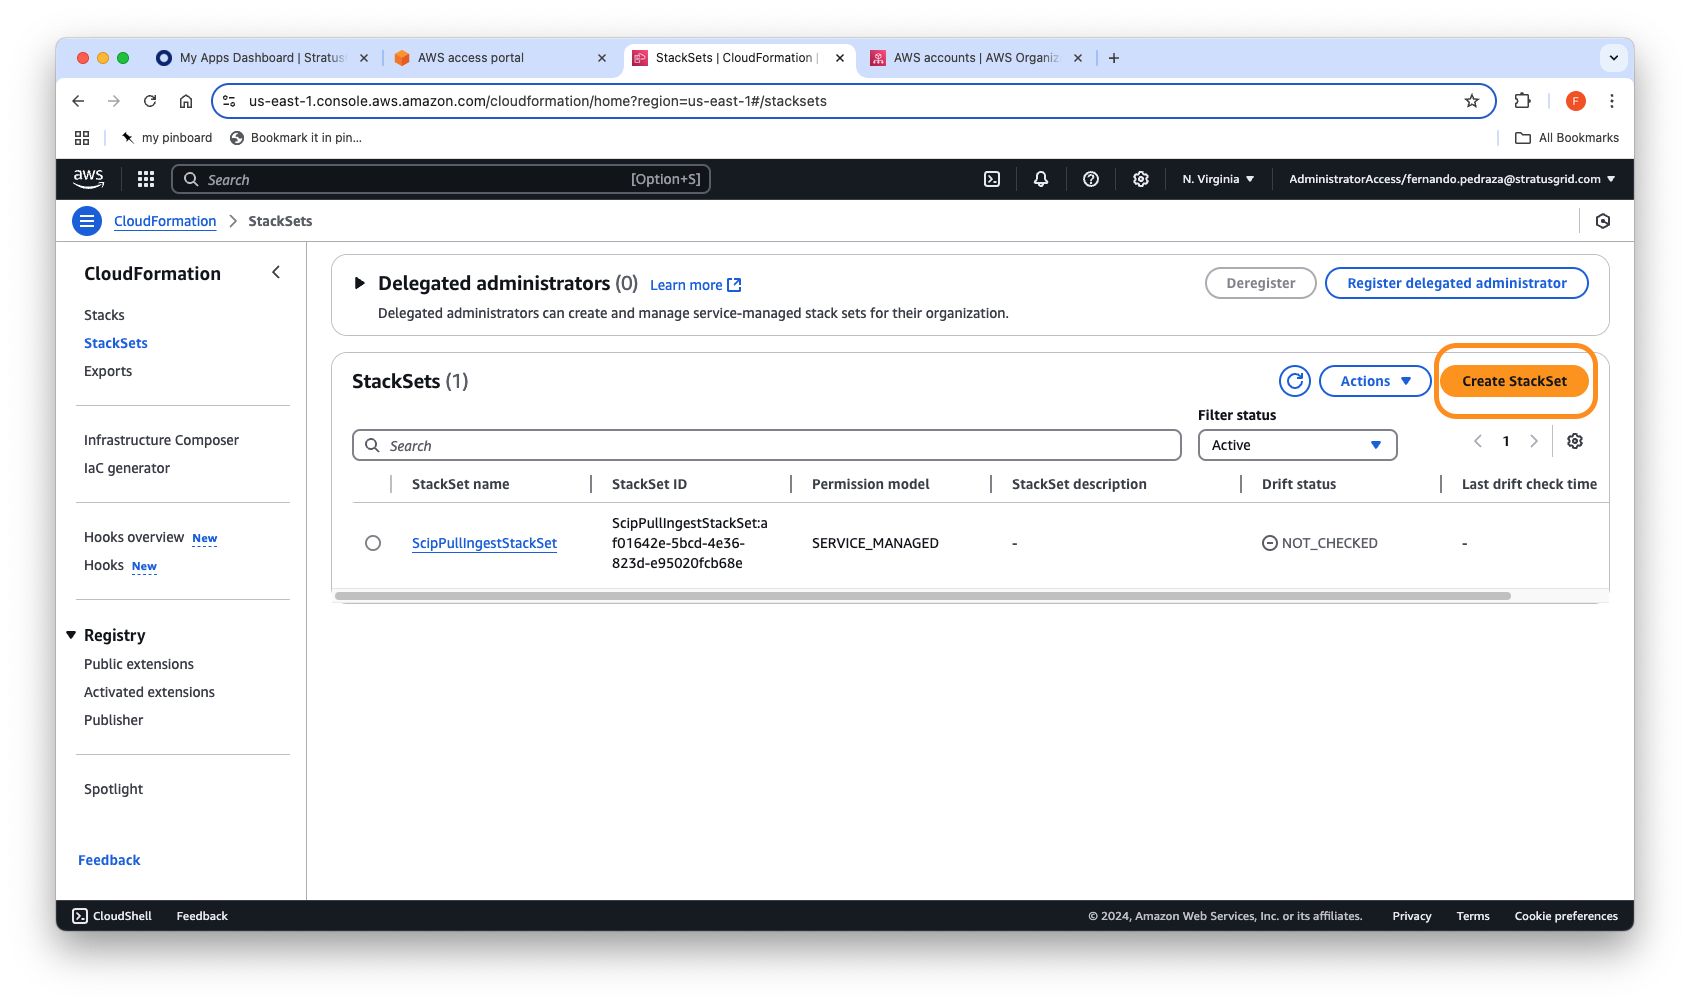 My Apps Dashboard | Stratus
AWS access portal
StackSets | CloudFormation |
AWS accounts | AWS Organiz
us-east-1.console.aws.amazon.com/cloudformation/home?region=us-east-1#/stacksets
F
my pinboard
Bookmark it in pin...
All Bookmarks
aws
Search
[Option+S]
N. Virginia
AdministratorAccess/fernando.pedraza@stratusgrid.com
CloudFormation
StackSets
CloudFormation
Stacks
StackSets
Exports
Infrastructure Composer
IaC generator
Hooks overview New
Hooks New
Registry
Public extensions
Activated extensions
Publisher
Spotlight
Feedback
Delegated administrators (0) Learn more
Deregister
Register delegated administrator
Delegated administrators can create and manage service-managed stack sets for their organization.
StackSets (1)
Actions
Create StackSet
Filter status
Search
Active
1
StackSet name
StackSet ID
Permission model
StackSet description
Drift status
Last drift check time
ScipPullIngestStackSet
ScipPullIngestStackSet:a
f01642e-5bcd-4e36-
823d-e95020fcb68e
SERVICE_MANAGED
-
NOT_CHECKED
-
CloudShell
Feedback
© 2024, Amazon Web Services, Inc. or its affiliates.
Privacy
Terms
Cookie preferences